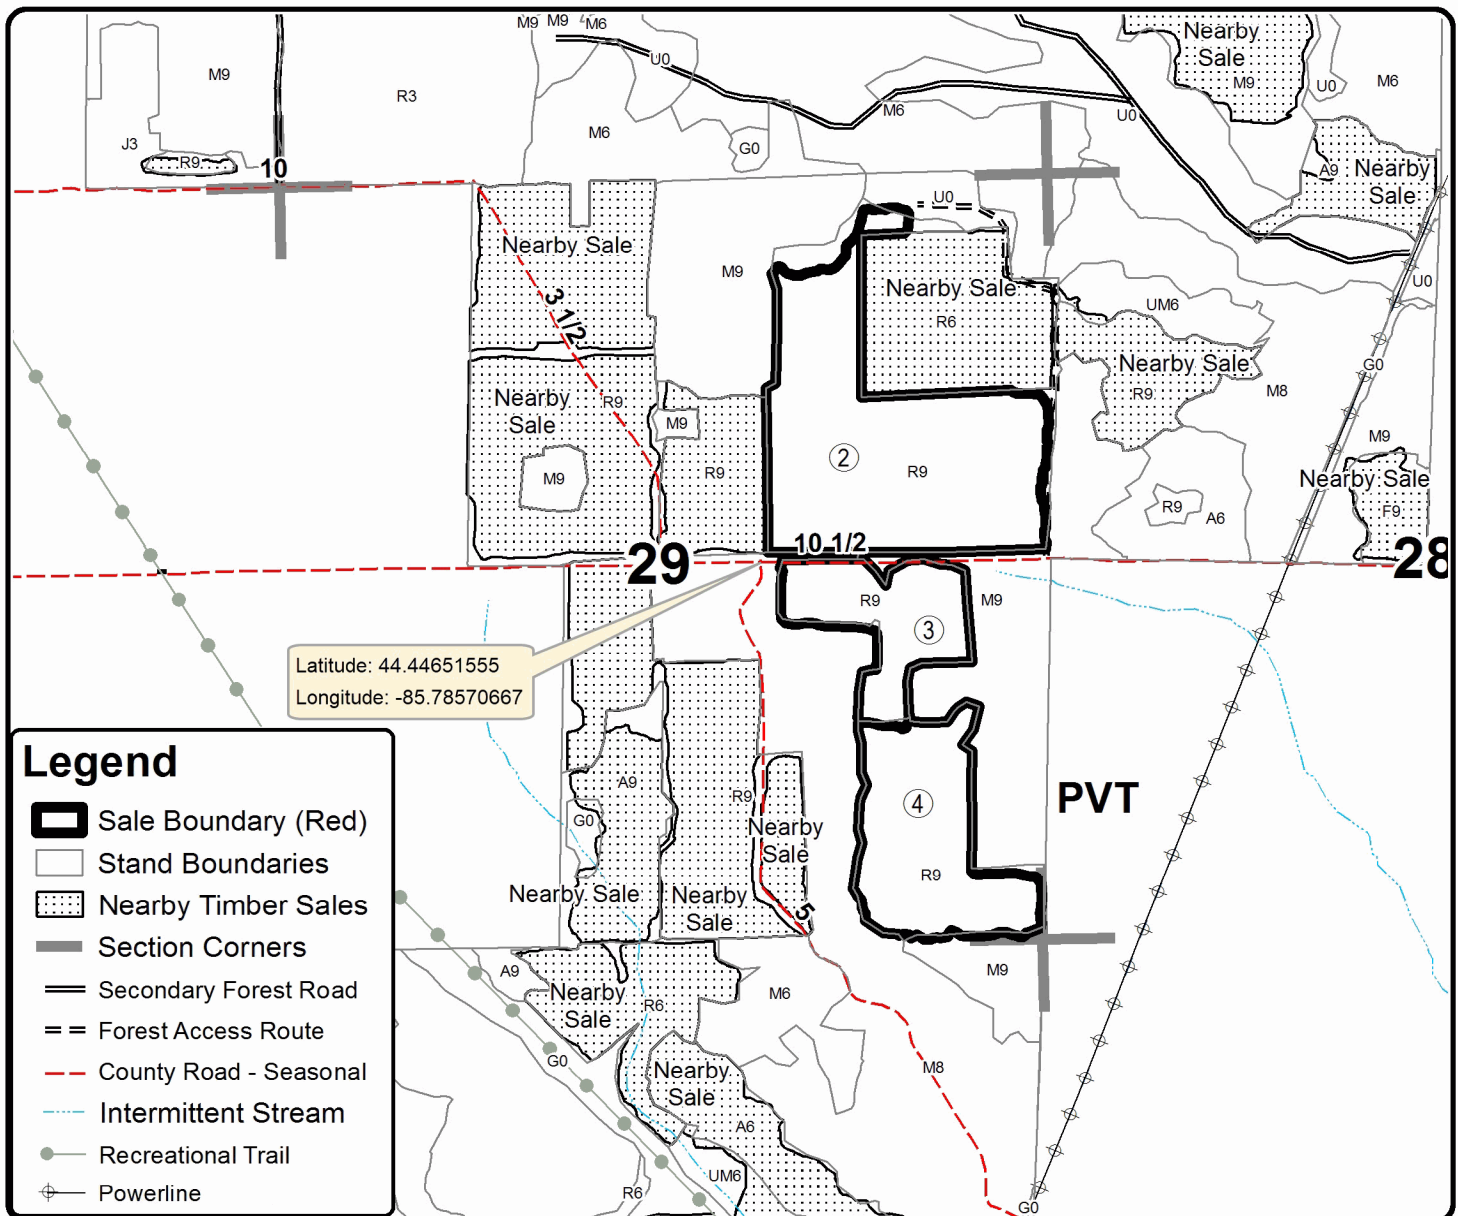 M9 M9 M6
Nearby
Sale
U0
M9
M9
R3
U0
M6
M6
U0
M6
J3
G0
R9
10
A9
Nearby
Sale
U0
Nearby Sale
M9
Nearby Sale
U0
3 1/2
UM6
R6
Nearby Sale
G0
Nearby
Sale
R9
R9
M8
M9
M9
2
R9
R9
M9
Nearby Sale
R9
A6
F9
10 1/2
29
28
R9
M9
3
Latitude: 44.44651555
Longitude: -85.78570667
A9
R9
4
PVT
G0
Nearby
Sale
R9
Nearby Sale
Nearby
Sale
5
A9
M9
Nearby
Sale
R6
M6
G0
Nearby
Sale
M8
A6
UM6
R6
G0
Legend
Sale Boundary (Red)
Stand Boundaries
Nearby Timber Sales
Section Corners
Secondary Forest Road
Forest Access Route
County Road - Seasonal
Intermittent Stream
Recreational Trail
Powerline